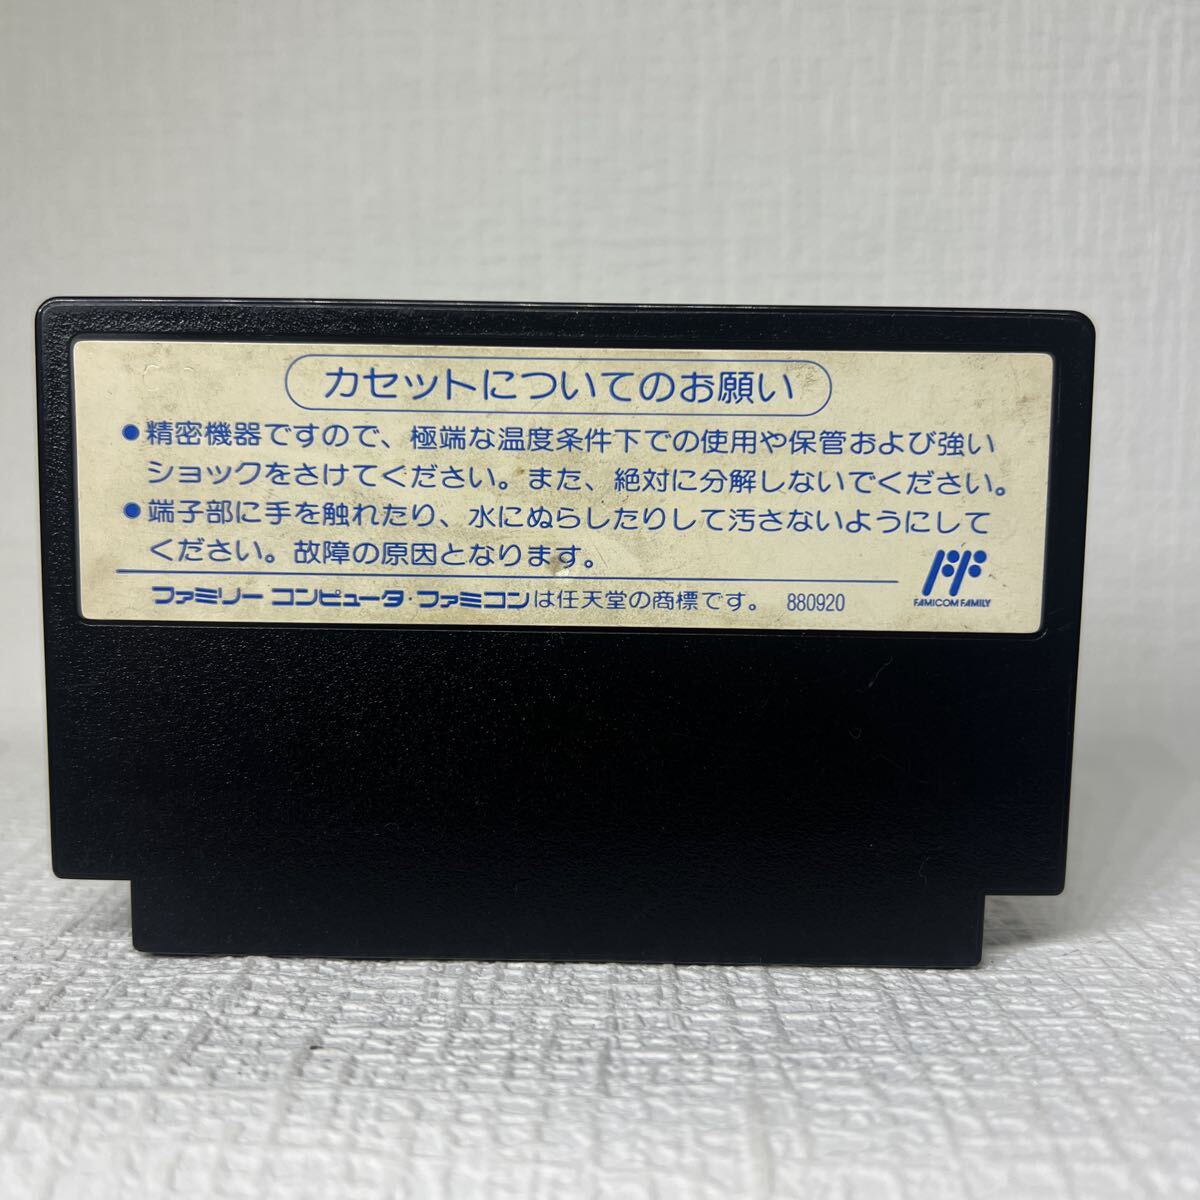 カセットについてのお願い
●精密機器ですので、極端な温度条件下での使用や保管および強い
ショックをさけてください。また、絶対に分解しないでください。
●端子部に手を触れたり、水にぬらしたりして汚さないようにして
ください。故障の原因となります。
ファミリー コンピュータ・ファミコンは任天堂の商標です。 880920
FAMICOM FAMILY